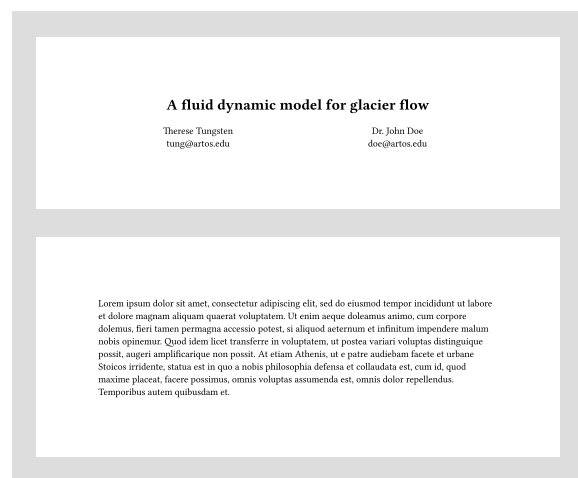 A fluid dynamic model for glacier flow
Therese Tungsten
tung@artos.edu
Dr. John Doe
doe@artos.edu
Lorem ipsum dolor sit amet, consectetur adipiscing elit, sed do eiusmod tempor incididunt ut labore
et dolore magnam aliquam quaerat voluptatem. Ut enim aeque doleamus animo, cum corpore
dolemus, fieri tamen permagna accessio potest, si aliquod aeternum et infinitum impendere malum
nobis opinemur. Quod idem licet transferre in voluptatem, ut postea variari voluptas distinguique
possit, augeri amplificarique non possit. At etiam Athenis, ut e patre audiebam facete et urbane
Stoicos irridente, statua est in quo a nobis philosophia defensa et collaudata est, cum id, quod
maxime placeat, facere possimus, omnis voluptas assumenda est, omnis dolor repellendus.
Temporibus autem quibusdam et.